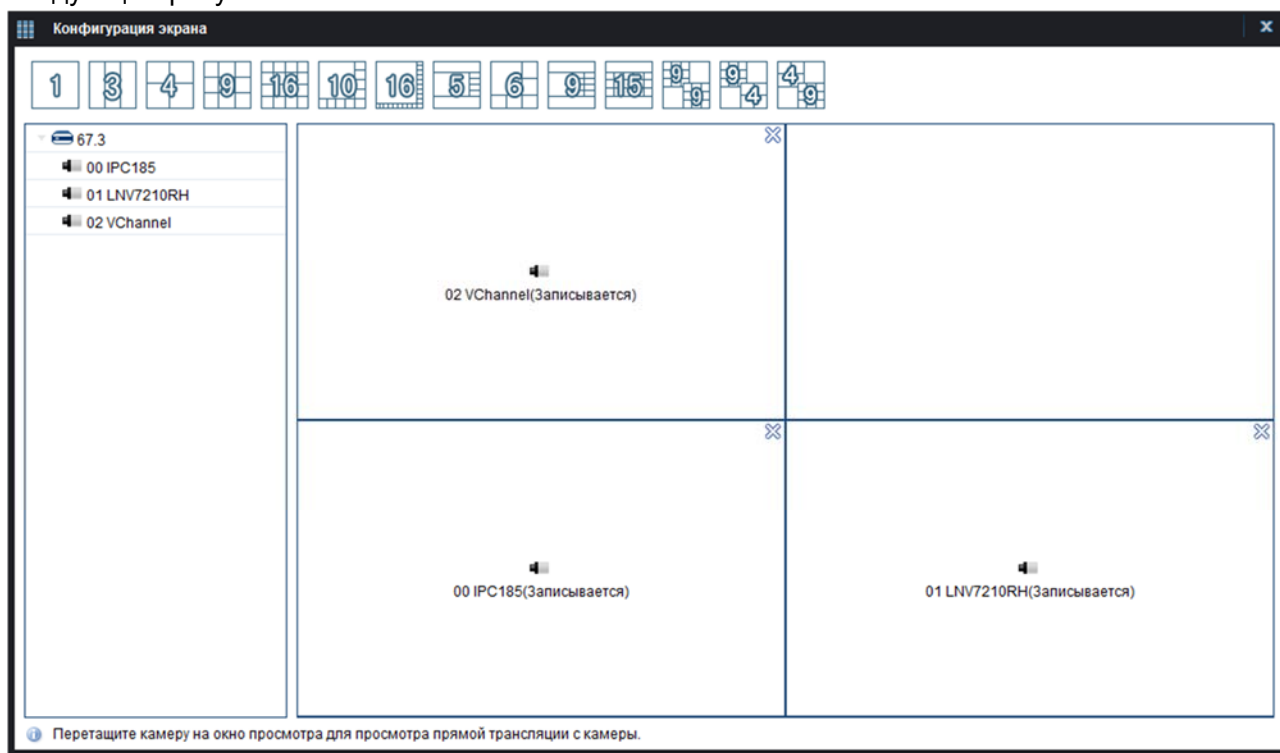 Конфигурация экрана
1 3 4 9 16 10 16 5 6 9 15 9 9 9 4 4 9
67.3
00 IPC185
01 LNV7210RH
02 VChannel
02 VChannel(Записывается)
00 IPC185(Записывается)
01 LNV7210RH(Записывается)
Перетащите камеру на окно просмотра для просмотра прямой трансляции с камеры.